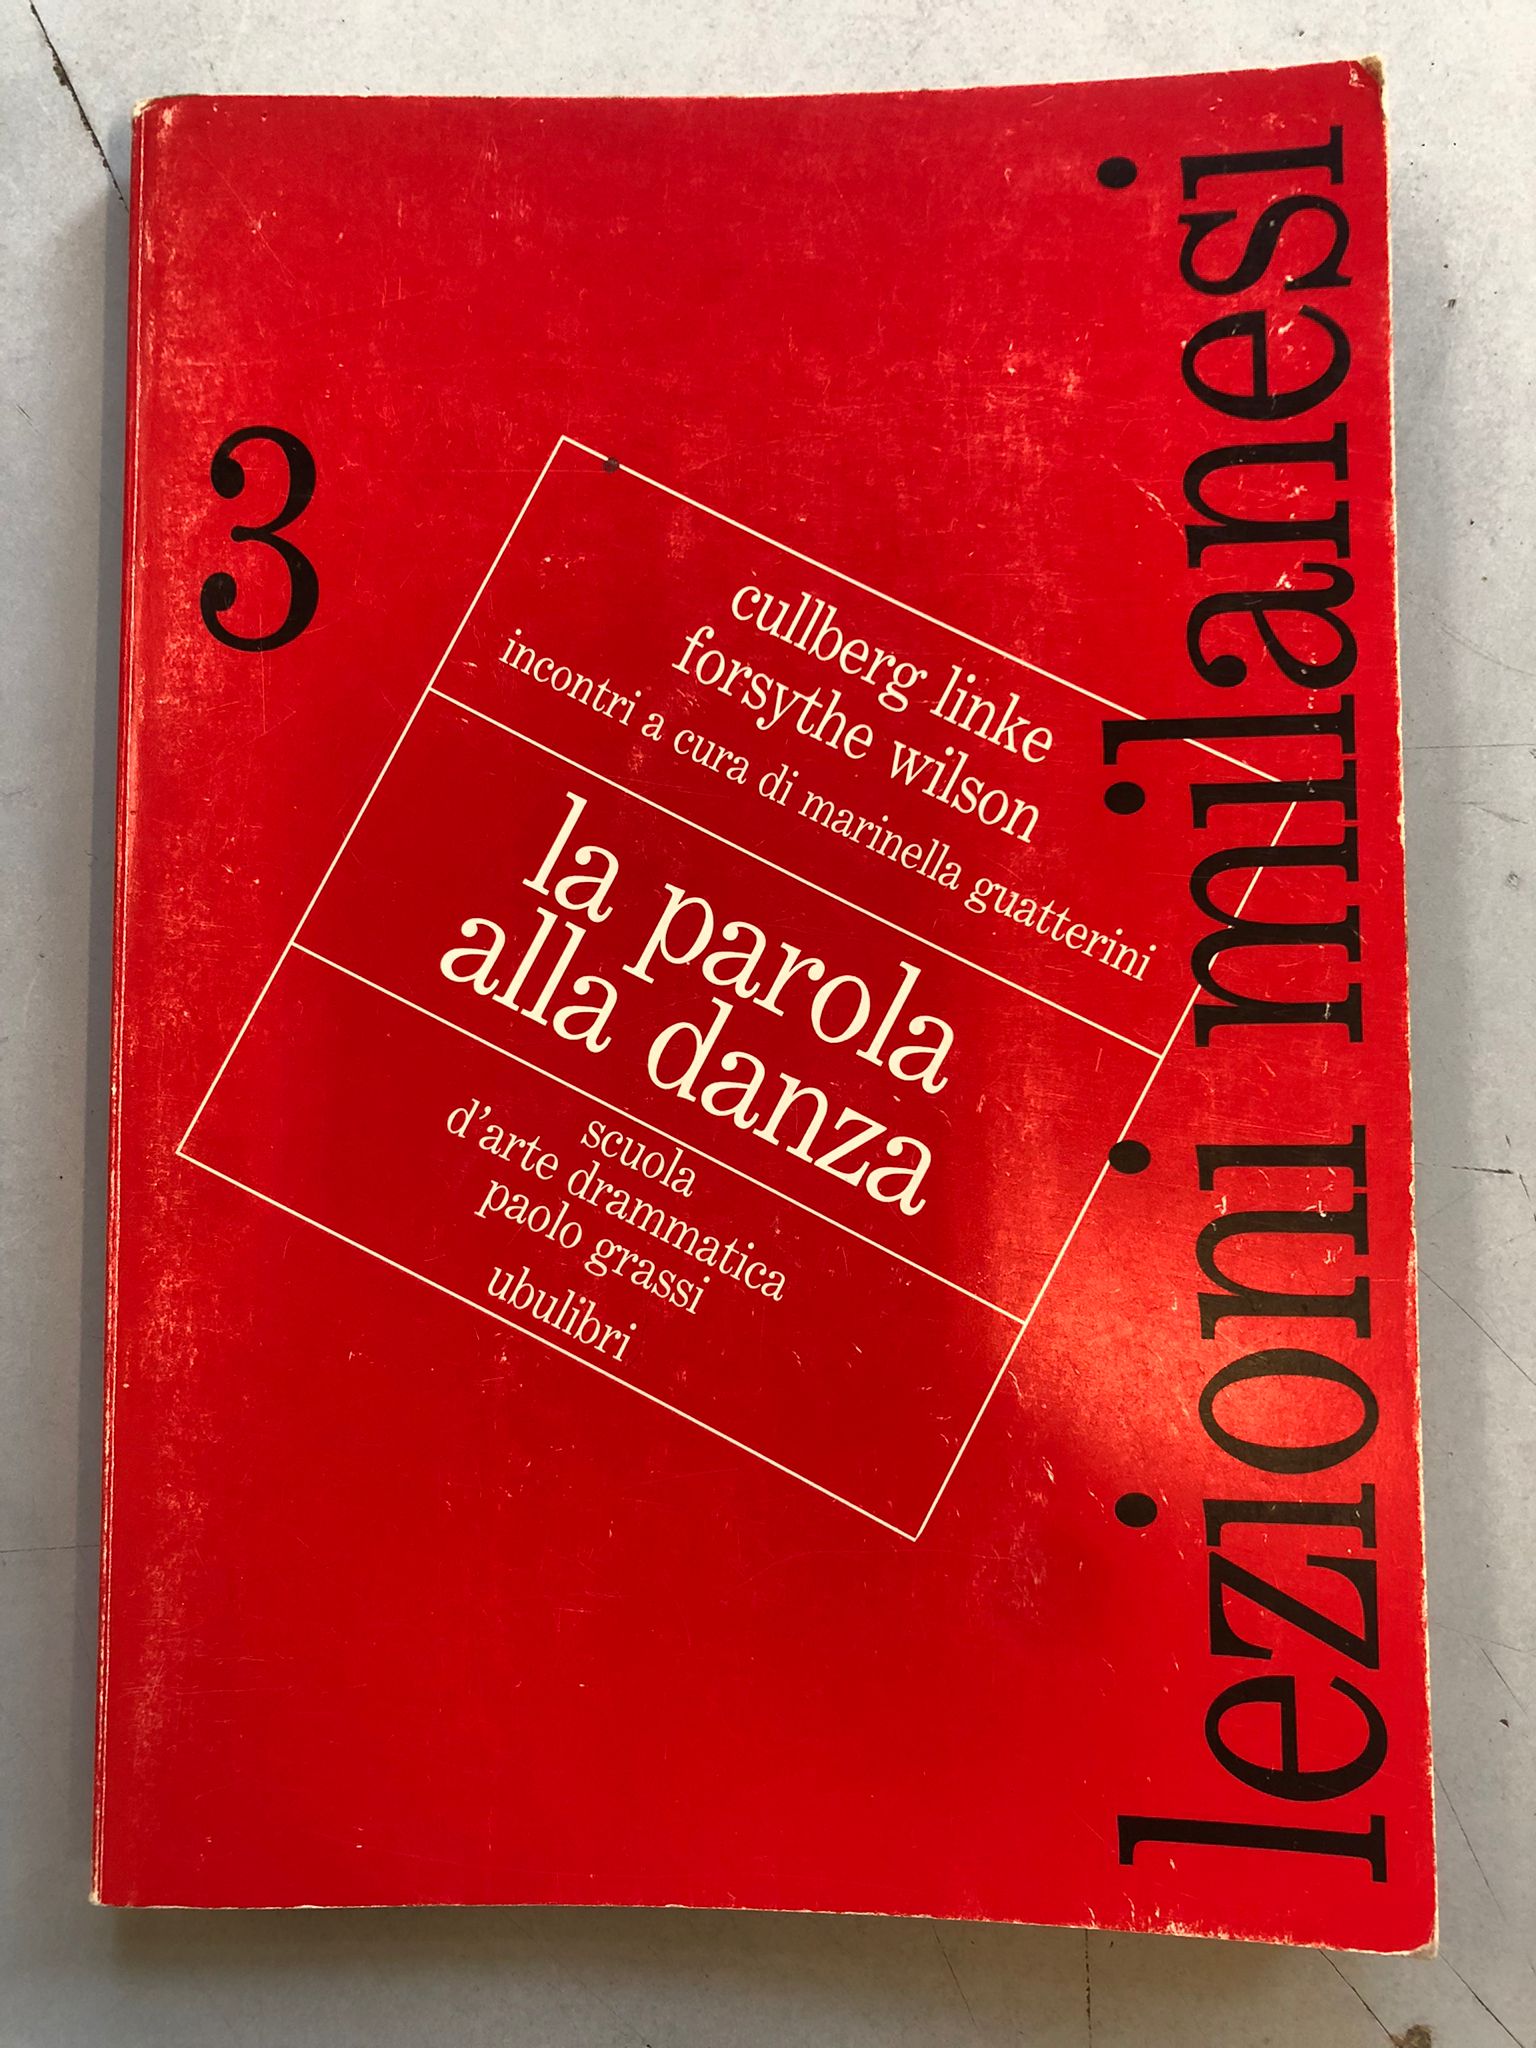 3
cullberg linke
forsythe wilson
incontri a cura di marinella guatterini
la parola
alla danza
scuola
d'arte drammatica
paolo grassi
ubulibri
lezioni milanesi